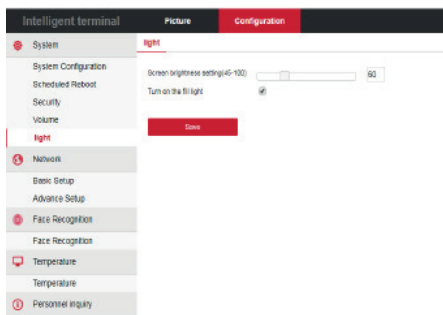 Intelligent terminal
Picture
Configuration
System
System Configuration
Scheduled Reboot
Security
Volume
light
Network
Basic Setup
Advance Setup
Face Recognition
Face Recognition
Temperature
Temperature
Personnel inquiry
light
Screen brightness setting(45-100)
60
Turn on the fill light
Save